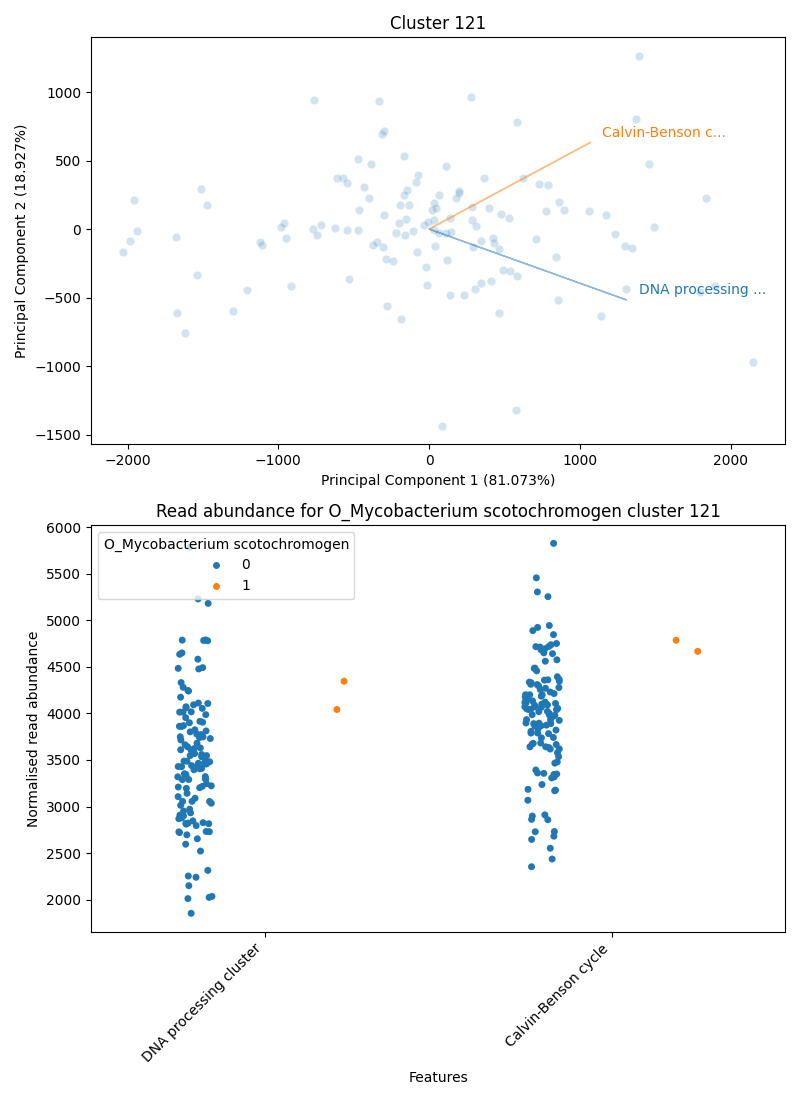 Cluster 121
Principal Component 2 (18.927%)
1000
500
0
−500
−1000
−1500
Calvin-Benson c...
DNA processing ...
−2000
−1000
0
1000
2000
Principal Component 1 (81.073%)
Read abundance for O_Mycobacterium scotochromogen cluster 121
Normalised read abundance
6000
5500
5000
4500
4000
3500
3000
2500
2000
O_Mycobacterium scotochromogen
0
1
DNA processing cluster
Calvin-Benson cycle
Features